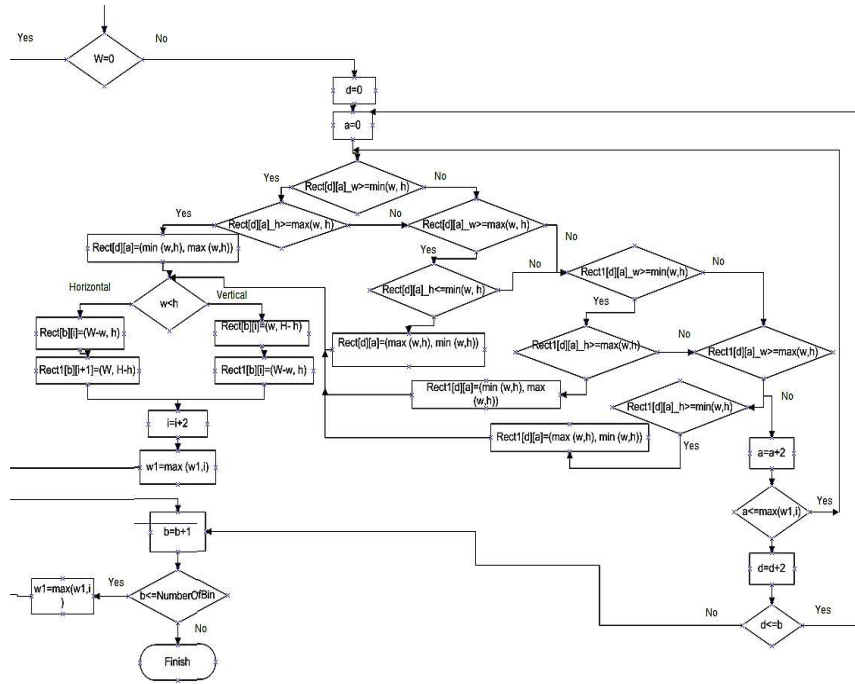 Yes
No
W=0
d=0
a=0
Rect[d][a]_w>=min(w, h)
Yes
No
Yes
Rect[d][a]_h>=max(w, h)
No
Rect[d][a]_w>=max(w, h)
No
Rect[d][a]=(min (w,h), max (w,h))
Yes
Rect[d][a]_h<=min(w, h)
No
Rect1[d][a]_w>=min(w,h)
No
Horizontal
w<h
Vertical
Yes
Rect[b][i]=(W-w, h)
Rect[b][i]=(w, H- h)
Rect[d][a]=(max (w,h), min (w,h))
Rect1[d][a]_h>=max(w,h)
No
Rect1[d][a]_w>=max(w,h)
Rect1[b][i+1]=(W, H-h)
Rect1[b][i]=(W-w, h)
Rect1[d][a]=(min (w,h), max
(w,h))
Rect1[d][a]_h>=min(w,h)
No
i=i+2
Rect1[d][a]=(max (w,h), min (w,h))
Yes
a=a+2
w1=max (w1,i)
a<=max(w1,i)
Yes
b=b+1
d=d+2
w1=max(w1,i
)
Yes
b<=NumberOfBin
No
d<=b
Yes
No
Finish